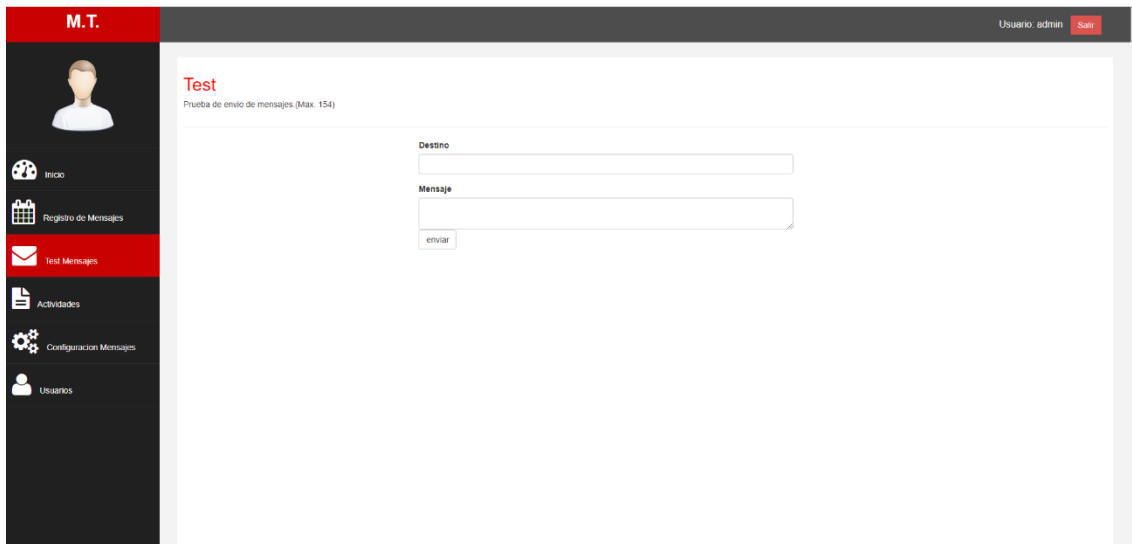 M.T.
Usuario: admin
Salir
Inicio
Registro de Mensajes
Test Mensajes
Actividades
Configuracion Mensajes
Usuarios
Test
Prueba de envio de mensajes.(Max. 154)
Destino
Mensaje
enviar